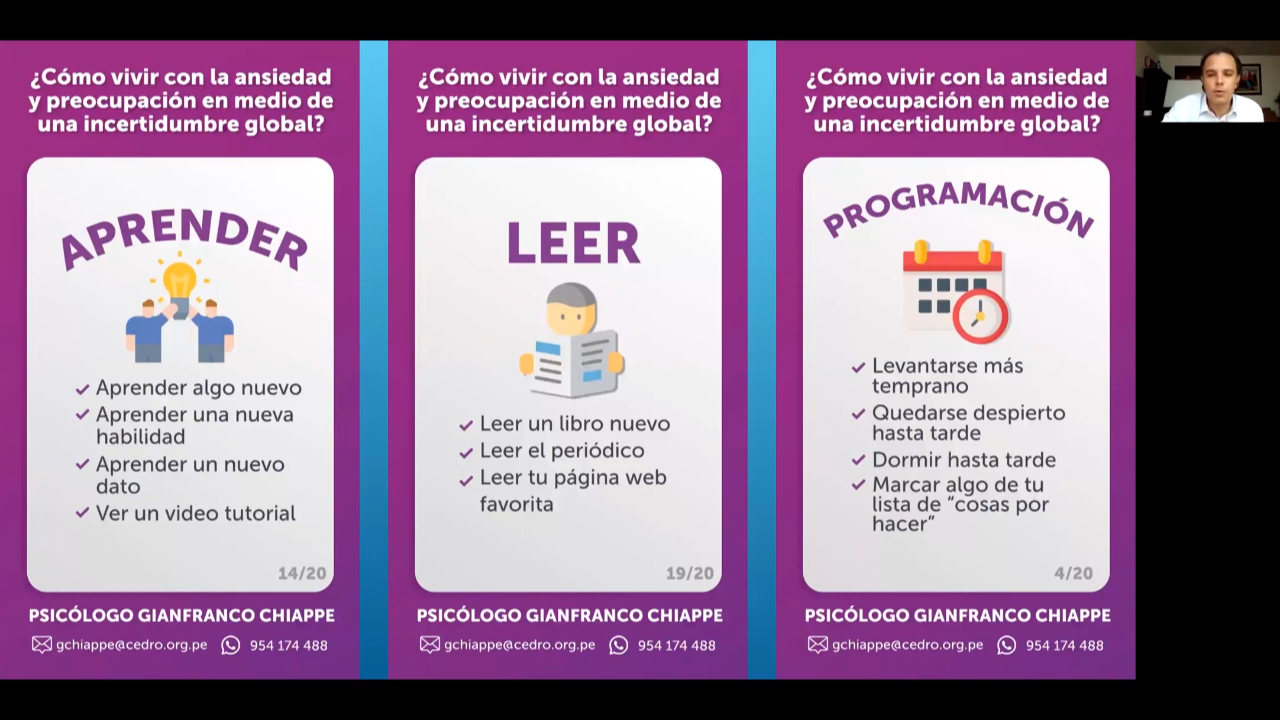 ¿Cómo vivir con la ansiedad
y preocupación en medio de
una incertidumbre global?
APRENDER
Aprender algo nuevo
Aprender una nueva
habilidad
Aprender un nuevo
dato
Ver un video tutorial
14/20
PSICÓLOGO GIANFRANCO CHIAPPE
gchiappe@cedro.org.pe 954 174 488
¿Cómo vivir con la ansiedad
y preocupación en medio de
una incertidumbre global?
LEER
Leer un libro nuevo
Leer el periódico
Leer tu página web
favorita
19/20
PSICÓLOGO GIANFRANCO CHIAPPE
gchiappe@cedro.org.pe 954 174 488
¿Cómo vivir con la ansiedad
y preocupación en medio de
una incertidumbre global?
PROGRAMACIÓN
Levantarse más
temprano
Quedarse despierto
hasta tarde
Dormir hasta tarde
Marcar algo de tu
lista de “cosas por
hacer”
4/20
PSICÓLOGO GIANFRANCO CHIAPPE
gchiappe@cedro.org.pe 954 174 488